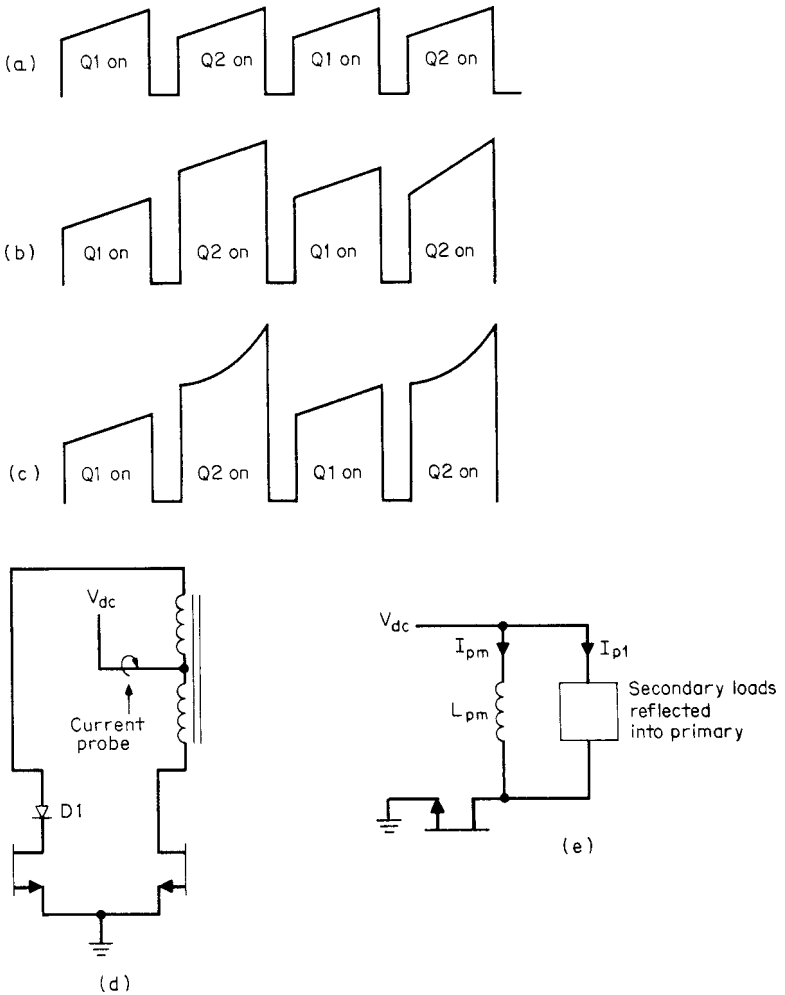 (a)
Q1 on
Q2 on
Q1 on
Q2 on
(b)
Q1 on
Q2 on
Q1 on
Q2 on
(c)
Q1 on
Q2 on
Q1 on
Q2 on
Vdc
Current
probe
D1
(d)
Vdc
Ipm
Ip1
Lpm
Secondary loads
reflected
into primary
(e)